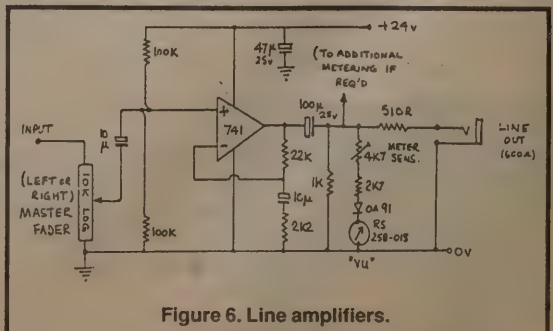 +24V
100K
47µ
25V
(TO ADDITIONAL
METERING IF
REQ'D
100µ
25V
510R
INPUT
10
µ
+
741
-
LINE
OUT
(600Ω)
4K7
METER
SENS.
22K
(LEFT OR
RIGHT)
MASTER
FADER
10K LOG
1K
2K7
10µ
OA91
RS
258-018
100K
2K2
"VU"
0V
Figure 6. Line amplifiers.